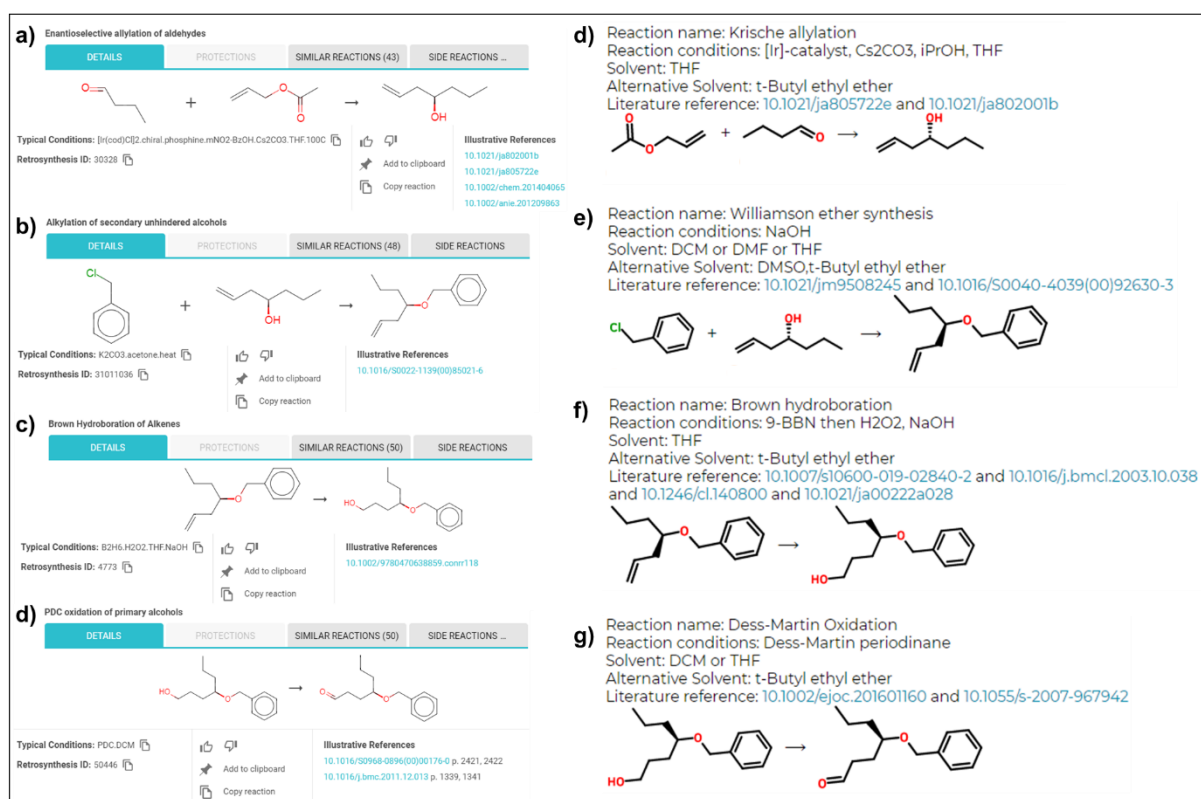 a) Enantioselective allylation of aldehydes
DETAILS PROTECTIONS SIMILAR REACTIONS (43) SIDE REACTIONS ...
O + O O → OH
Typical Conditions: [Ir(cod)Cl]2.chiral.phosphine.mNO2-BzOH.Cs2CO3.THF.100C
Retrosynthesis ID: 30328
Add to clipboard
Copy reaction
Illustrative References
10.1021/ja802001b
10.1021/ja805722e
10.1002/chem.201404065
10.1002/anie.201209863
b) Alkylation of secondary unhindered alcohols
DETAILS PROTECTIONS SIMILAR REACTIONS (48) SIDE REACTIONS
Cl + OH → O
Typical Conditions: K2CO3.acetone.heat
Retrosynthesis ID: 31011036
Add to clipboard
Copy reaction
Illustrative References
10.1016/S0022-1139(00)85021-6
c) Brown Hydroboration of Alkenes
DETAILS PROTECTIONS SIMILAR REACTIONS (50) SIDE REACTIONS
O → HO O
Typical Conditions: B2H6.H2O2.THF.NaOH
Retrosynthesis ID: 4773
Add to clipboard
Copy reaction
Illustrative References
10.1002/9780470638859.conrr118
d) PDC oxidation of primary alcohols
DETAILS PROTECTIONS SIMILAR REACTIONS (50) SIDE REACTIONS ...
HO O → O O
Typical Conditions: PDC.DCM
Retrosynthesis ID: 50446
Add to clipboard
Copy reaction
Illustrative References
10.1016/S0968-0896(00)00176-0 p. 2421, 2422
10.1016/j.bmc.2011.12.013 p. 1339, 1341
d) Reaction name: Krische allylation
Reaction conditions: [Ir]-catalyst, Cs2CO3, iPrOH, THF
Solvent: THF
Alternative Solvent: t-Butyl ethyl ether
Literature reference: 10.1021/ja805722e and 10.1021/ja802001b
O O + O → OH
e) Reaction name: Williamson ether synthesis
Reaction conditions: NaOH
Solvent: DCM or DMF or THF
Alternative Solvent: DMSO,t-Butyl ethyl ether
Literature reference: 10.1021/jm9508245 and 10.1016/S0040-4039(00)92630-3
Cl + OH → O
f) Reaction name: Brown hydroboration
Reaction conditions: 9-BBN then H2O2, NaOH
Solvent: THF
Alternative Solvent: t-Butyl ethyl ether
Literature reference: 10.1007/s10600-019-02840-2 and 10.1016/j.bmcl.2003.10.038
and 10.1246/cl.140800 and 10.1021/ja00222a028
O → HO O
g) Reaction name: Dess-Martin Oxidation
Reaction conditions: Dess-Martin periodinane
Solvent: DCM or THF
Alternative Solvent: t-Butyl ethyl ether
Literature reference: 10.1002/ejoc.201601160 and 10.1055/s-2007-967942
HO O → O O